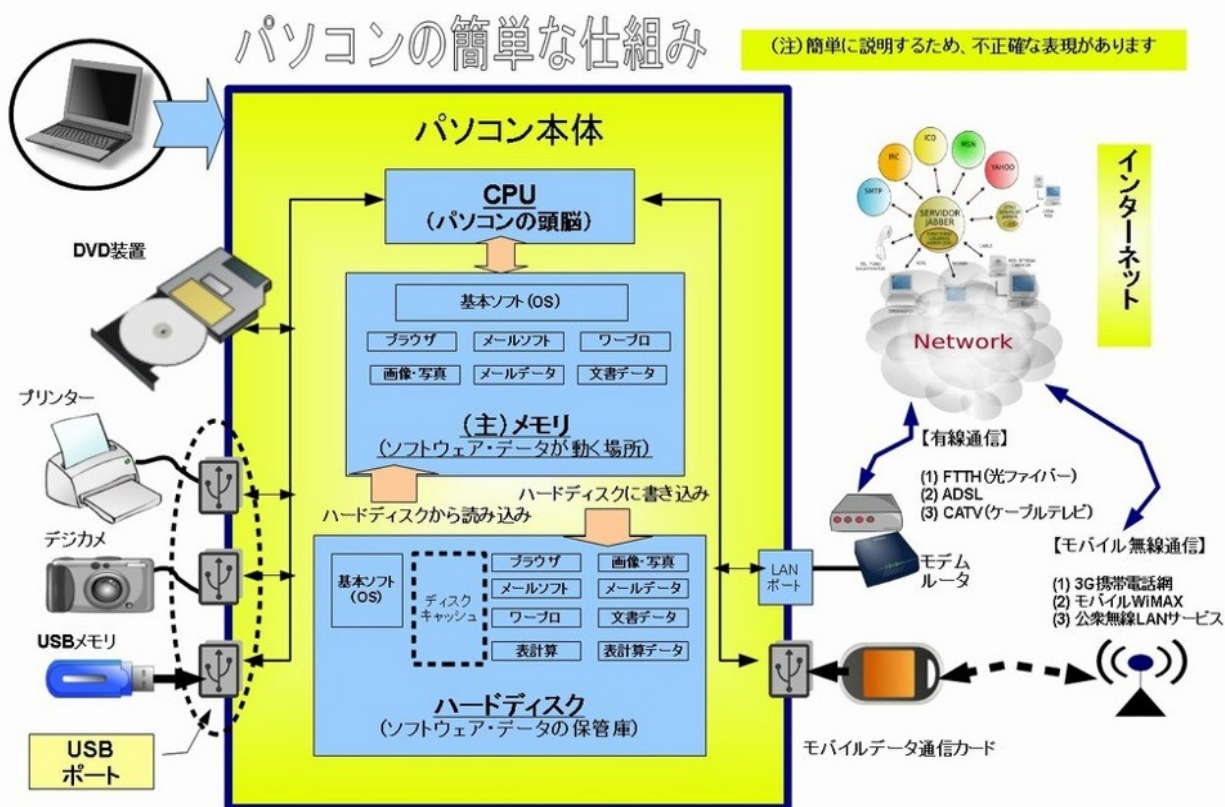 パソコンの簡単な仕組み
(注)簡単に説明するため、不正確な表現があります
パソコン本体
CPU
(パソコンの頭脳)
DVD装置
基本ソフト(OS)
ブラウザ
メールソフト
ワープロ
画像・写真
メールデータ
文書データ
(主)メモリ
(ソフトウェア・データが動く場所)
ハードディスクから読み込み
ハードディスクに書き込み
プリンター
デジカメ
USBメモリ
USB
ポート
基本ソフト
(OS)
ディスク
キャッシュ
ブラウザ
画像・写真
メールソフト
メールデータ
ワープロ
文書データ
表計算
表計算データ
ハードディスク
(ソフトウェア・データの保管庫)
LAN
ポート
インターネット
SMTP
IRC
ICQ
MSN
YAHOO
SERVIDOR
JABBER
Network
【有線通信】
(1) FTTH(光ファイバー)
(2) ADSL
(3) CATV(ケーブルテレビ)
モデム
ルータ
【モバイル無線通信】
(1) 3G携帯電話網
(2) モバイルWiMAX
(3) 公衆無線LANサービス
モバイルデータ通信カード